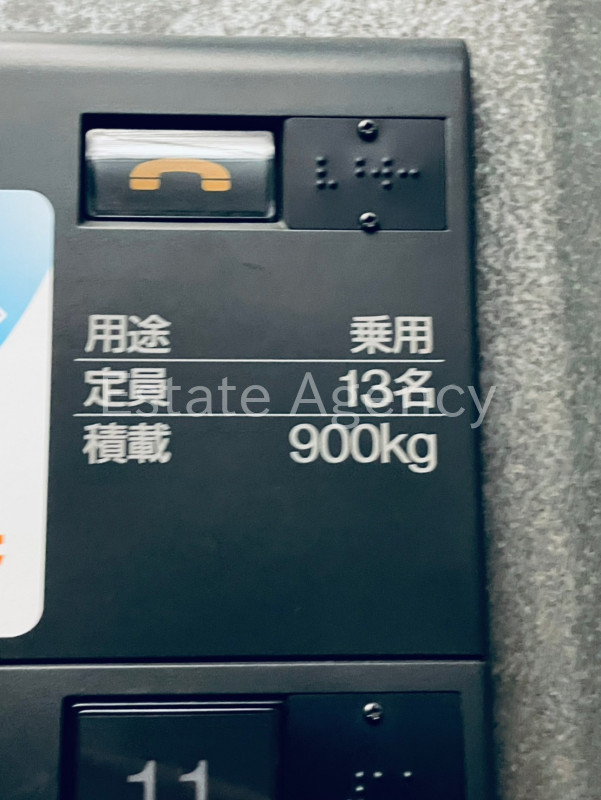 用途 乗用
定員 13名
積載 900kg
Estate Agency
11